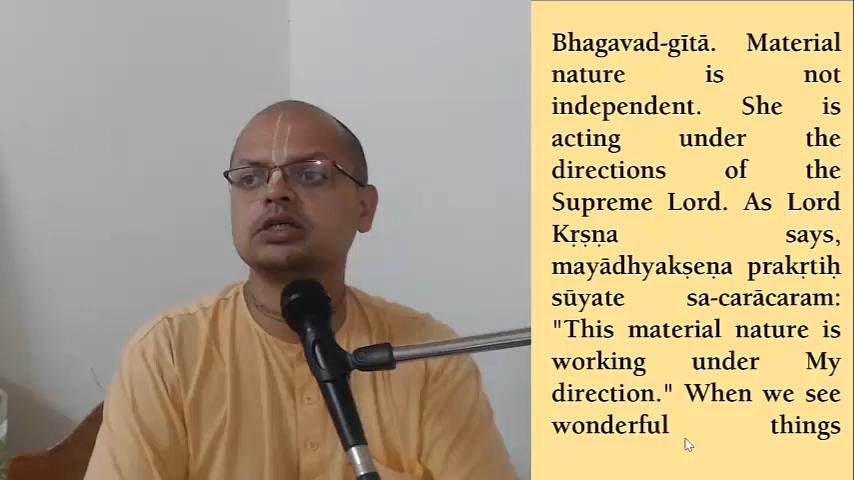 Bhagavad-gītā. Material
nature is not
independent. She is
acting under the
directions of the
Supreme Lord. As Lord
Kṛṣṇa says,
mayādhyakṣeṇa prakṛtiḥ
sūyate sa-carācaram:
"This material nature is
working under My
direction." When we see
wonderful things